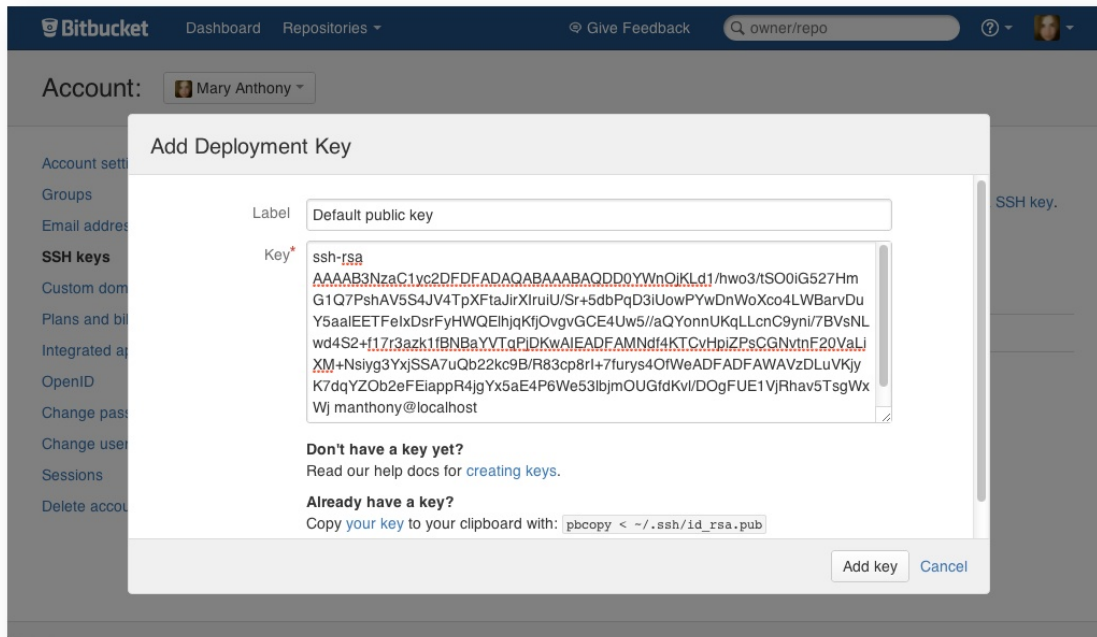 Bitbucket Dashboard Repositories Give Feedback owner/repo
Account: Mary Anthony
Add Deployment Key
Account setti
Groups
Email addres
SSH keys
Custom dom
Plans and bil
Integrated ap
OpenID
Change pass
Change user
Sessions
Delete accou
SSH key.
Label Default public key
Key* ssh-rsa
AAAAB3NzaC1yc2DFDFADAQABAAABAQDD0YWnOjKLd1/hwo3/tSO0iG527Hm
G1Q7PshAV5S4JV4TpXFtaJirXIruiU/Sr+5dbPqD3iUowPYwDnWoXco4LWBarvDu
Y5aalEETFeIxDsrFyHWQElhjqKfjOvgvGCE4Uw5//aQYonnUKqLLcnC9yni/7BVsNL
wd4S2+f17r3azk1fBNBaYVTqPjDKwAIEADFAMNdf4KTCvHpiZPsCGNvtnF20VaLi
XM+Nsiyg3YxjSSA7uQb22kc9B/R83cp8rI+7furys4OfWeADFADFAWAVzDLuVKjy
K7dqYZOb2eFEiappR4jgYx5aE4P6We53lbjmOUGfdKvl/DOgFUE1VjRhav5TsgWx
Wj manthony@localhost
Don't have a key yet?
Read our help docs for creating keys.
Already have a key?
Copy your key to your clipboard with: pbcopy < ~/.ssh/id_rsa.pub
Add key Cancel